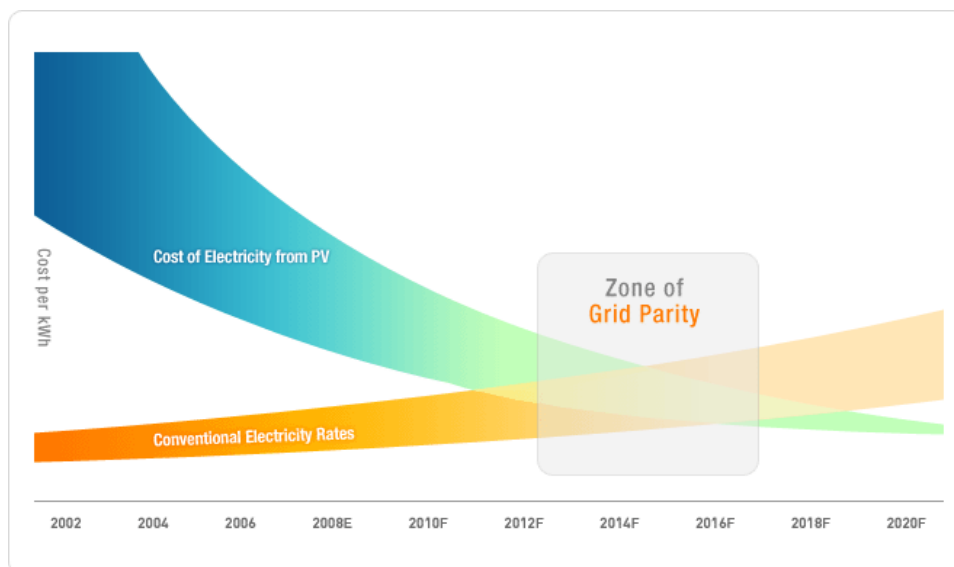 Cost of Electricity from PV
Zone of
Grid Parity
Cost per kWh
Conventional Electricity Rates
2002 2004 2006 2008E 2010F 2012F 2014F 2016F 2018F 2020F